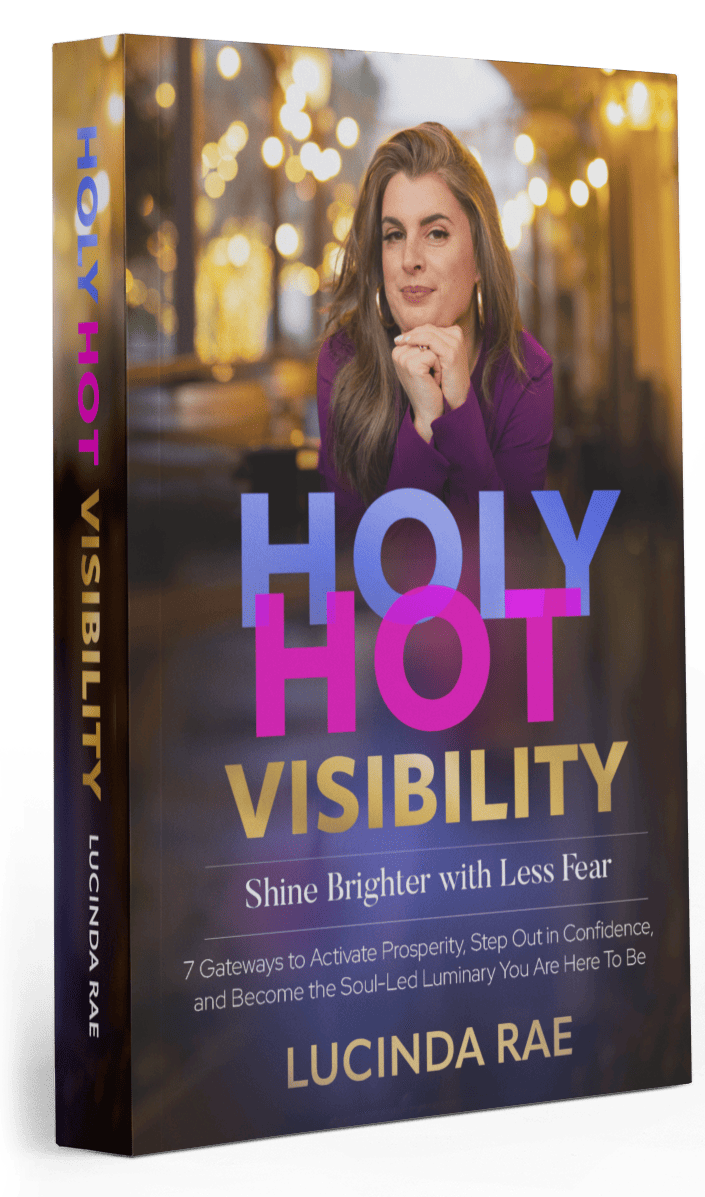 HOLY HOT VISIBILITY LUCINDA RAE
HOLY
HOT
VISIBILITY
Shine Brighter with Less Fear
7 Gateways to Activate Prosperity, Step Out in Confidence,
and Become the Soul-Led Luminary You Are Here To Be
LUCINDA RAE